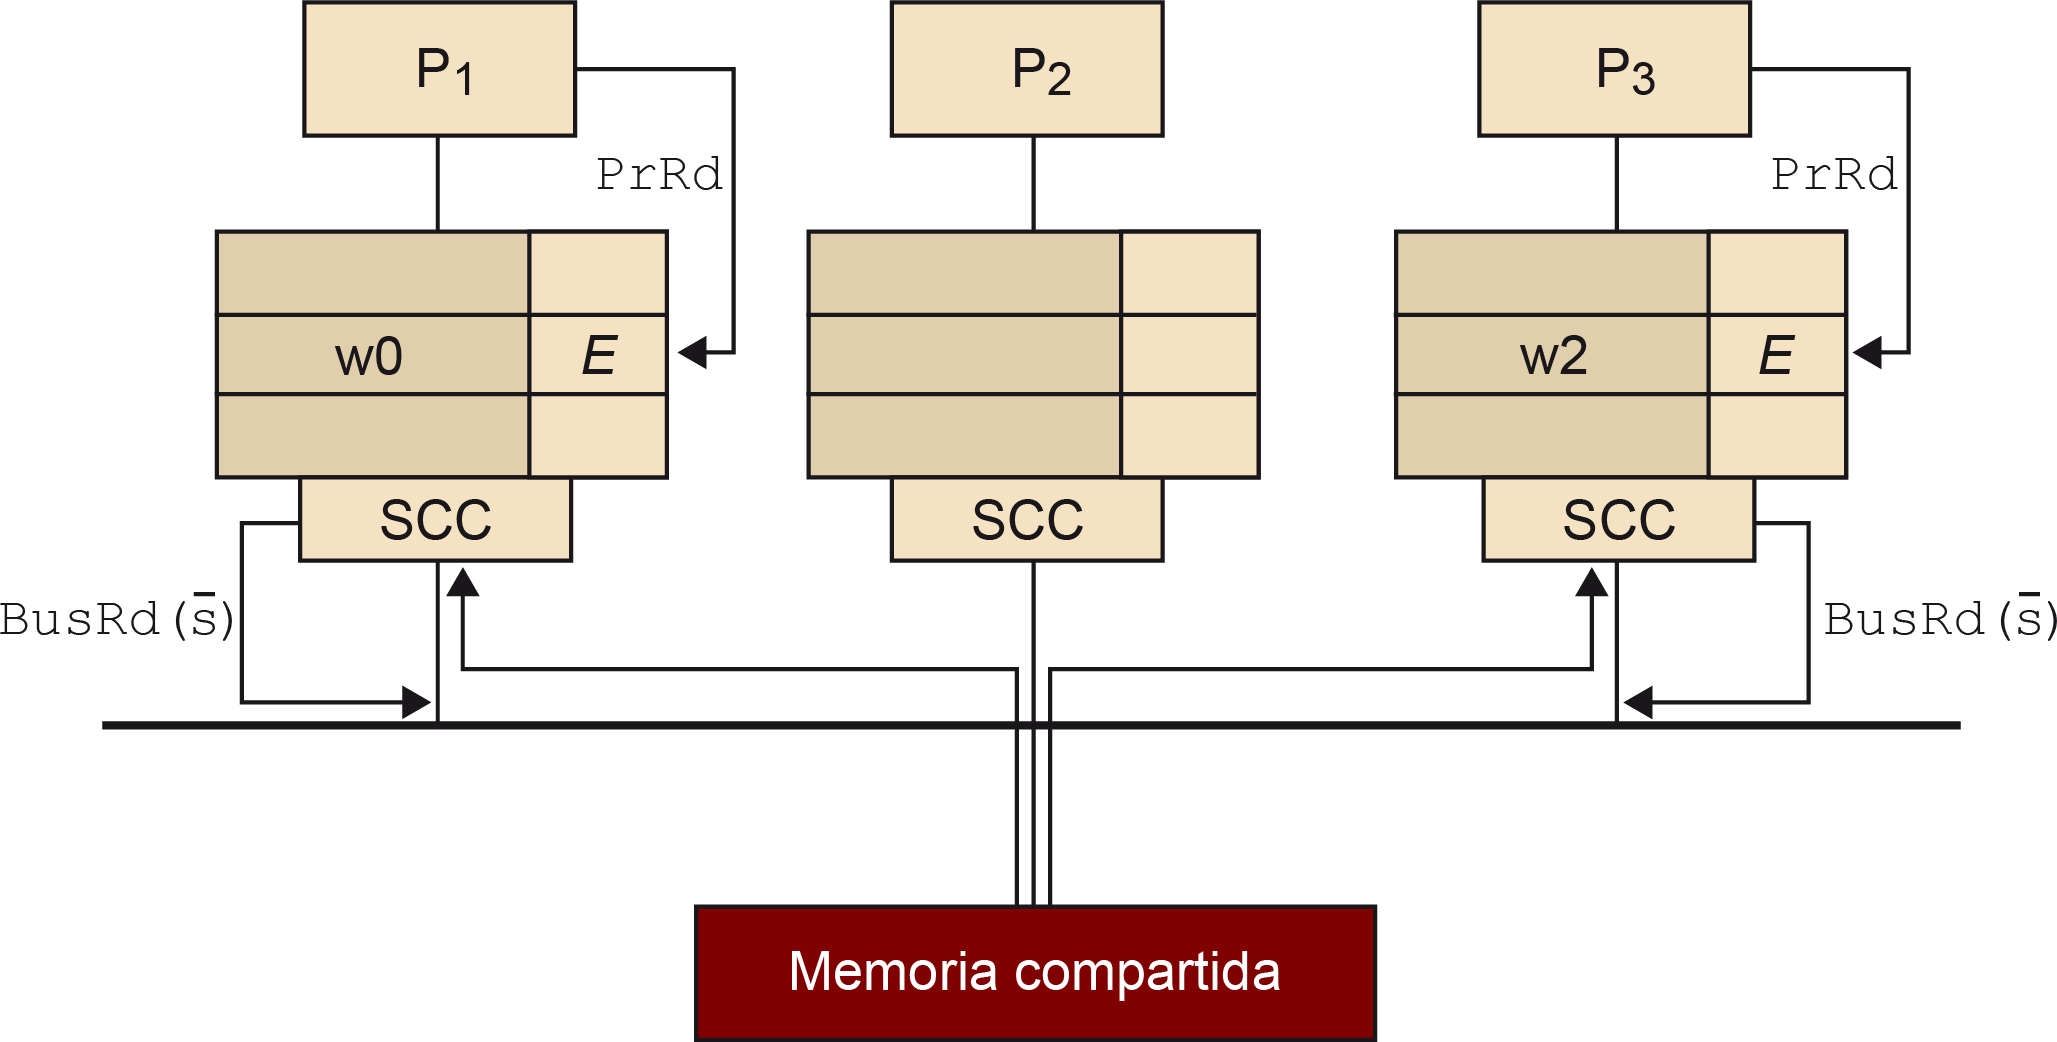 P₁
P₂
P₃
PrRd
PrRd
w0
E
w2
E
SCC
SCC
SCC
BusRd(s̅)
BusRd(s̅)
Memoria compartida